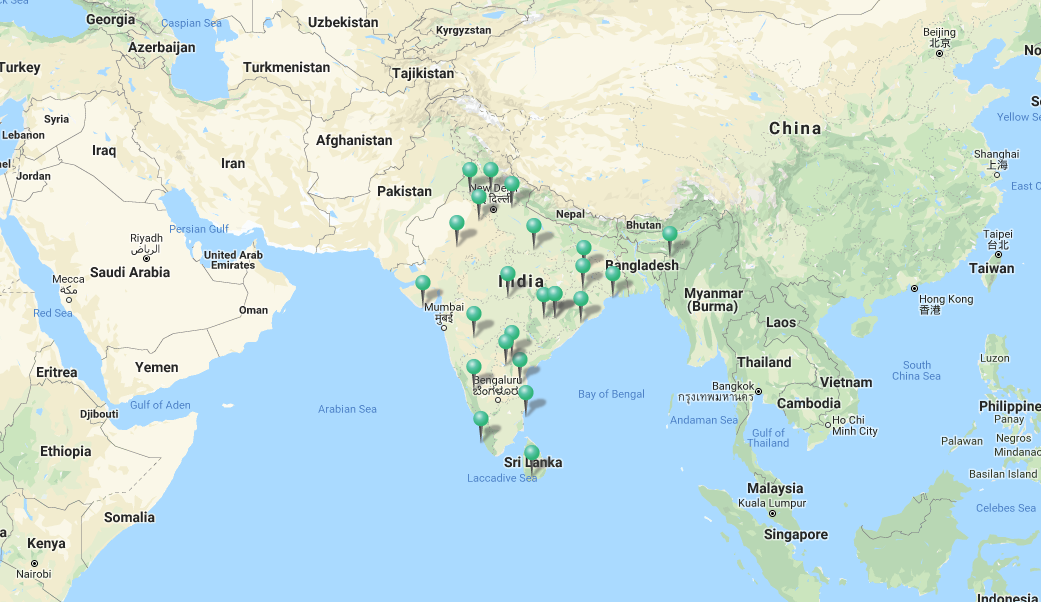 Georgia
Caspian Sea
Uzbekistan
Kyrgyzstan
Beijing
北京
Azerbaijan
Turkey
Turkmenistan
Tajikistan
Syria
Lebanon
Iraq
Iran
Afghanistan
China
Yellow Se
Jordan
Pakistan
New Del
दिल्ली
Shanghai
上海
East C
Nepal
Bhutan
Persian Gulf
Riyadh
الرياض
United Arab
Emirates
Bangladesh
Taipei
台北
Taiwan
Mecca
مكة
Saudi Arabia
India
Myanmar
(Burma)
Hong Kong
香港
Red Sea
Oman
Mumbai
मुंबई
Laos
Eritrea
Yemen
Thailand
Luzon
South
China Sea
Bengaluru
Bangkok
กรุงเทพมหานคร
Vietnam
Cambodia
Djibouti
Gulf of Aden
Arabian Sea
Bay of Bengal
Philippine
Andaman Sea
Panay
Ho Chi
Minh City
Gulf of
Thailand
Ethiopia
Palawan
Negros
Mindanao
Sri Lanka
Laccadive Sea
Basilan Island
Malaysia
Kuala Lumpur
Celebes Sea
Somalia
Singapore
Kenya
Nairobi
Indonesia